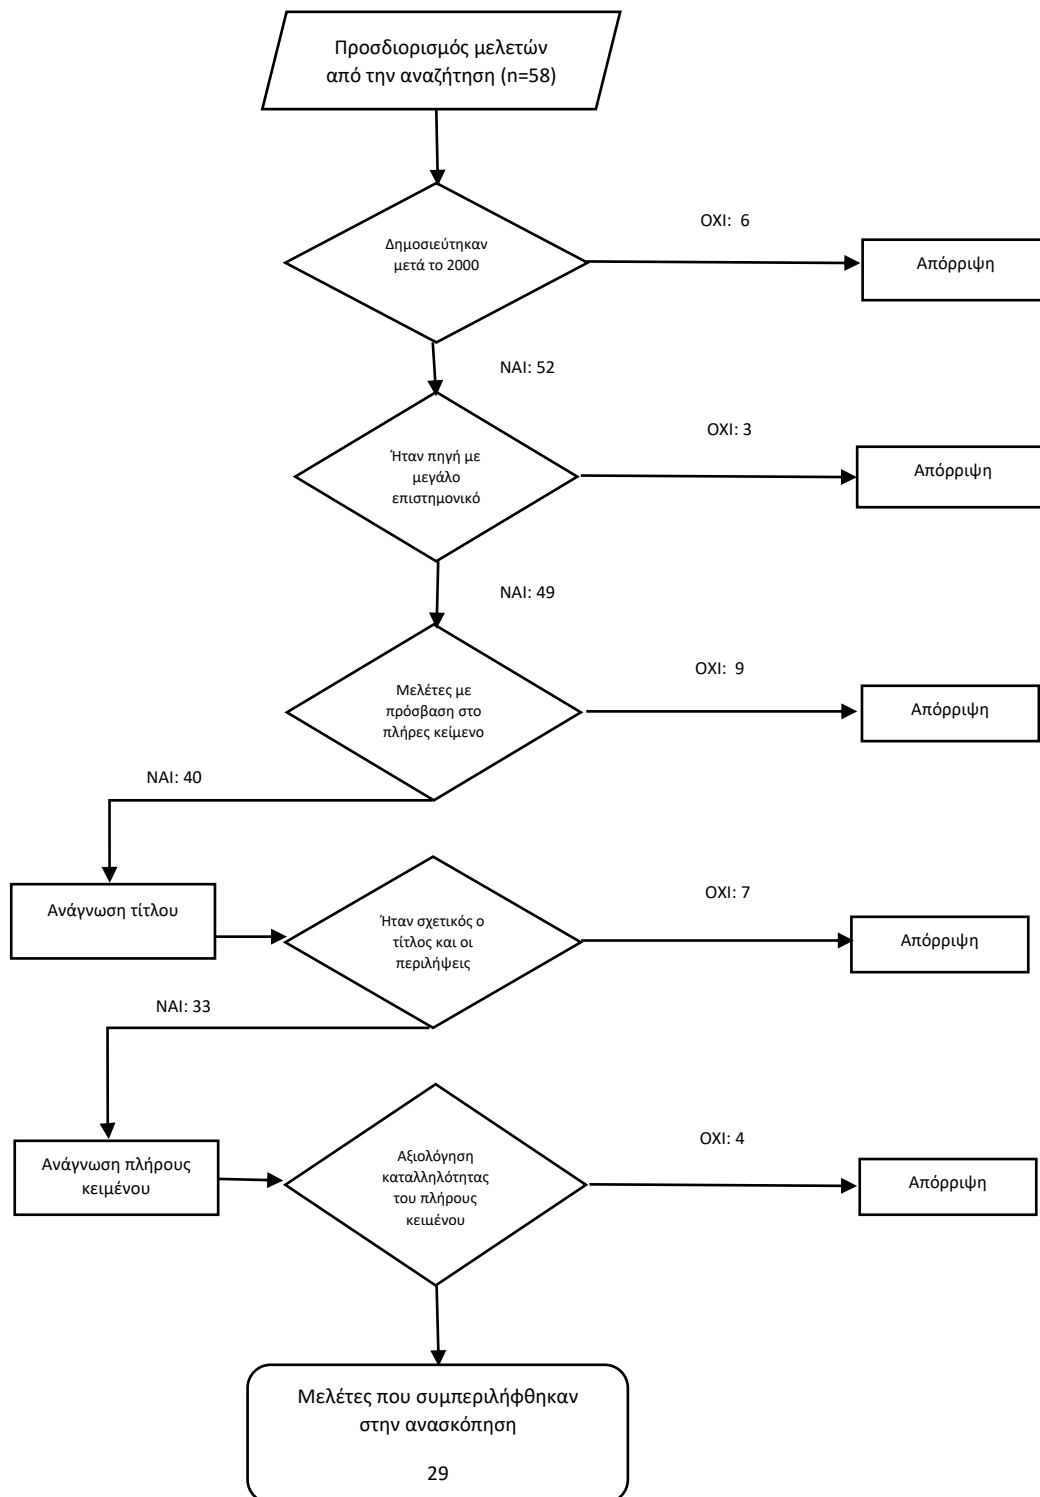 Προσδιορισμός μελετών
από την αναζήτηση (n=58)
Δημοσιεύτηκαν
μετά το 2000
ΟΧΙ:  6
Απόρριψη
ΝΑΙ: 52
Ήταν πηγή με
μεγάλο
επιστημονικό
ΟΧΙ: 3
Απόρριψη
ΝΑΙ: 49
Μελέτες με
πρόσβαση στο
πλήρες κείμενο
ΟΧΙ:  9
Απόρριψη
ΝΑΙ: 40
Ανάγνωση τίτλου
Ήταν σχετικός ο
τίτλος και οι
περιλήψεις
ΟΧΙ: 7
Απόρριψη
ΝΑΙ: 33
Ανάγνωση πλήρους
κειμένου
Αξιολόγηση
καταλληλότητας
του πλήρους
κειμένου
ΟΧΙ: 4
Απόρριψη
Μελέτες που συμπεριλήφθηκαν
στην ανασκόπηση
29